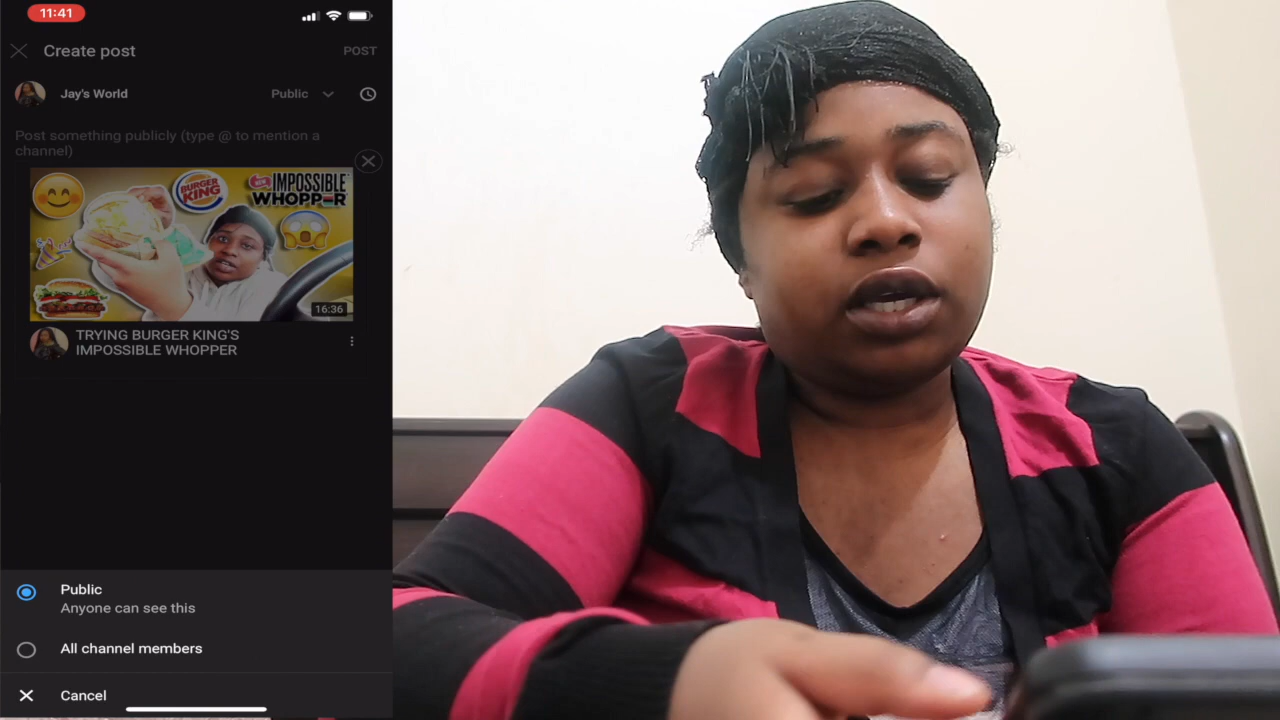 11:41
Create post
POST
Jay's World
Public
Post something publicly (type @ to mention a
channel)
BURGER
KING
NEW IMPOSSIBLE
WHOPPER
16:36
TRYING BURGER KING'S
IMPOSSIBLE WHOPPER
Public
Anyone can see this
All channel members
Cancel